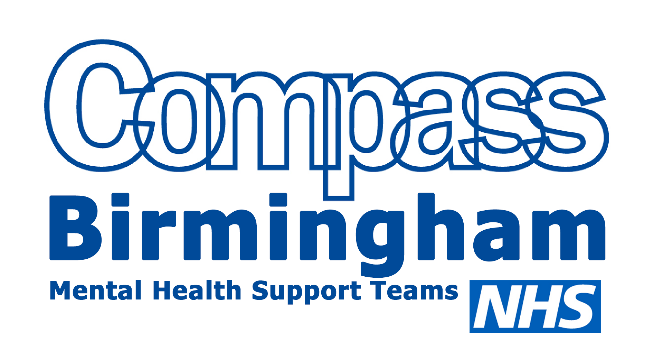 Compass
Birmingham
Mental Health Support Teams
NHS